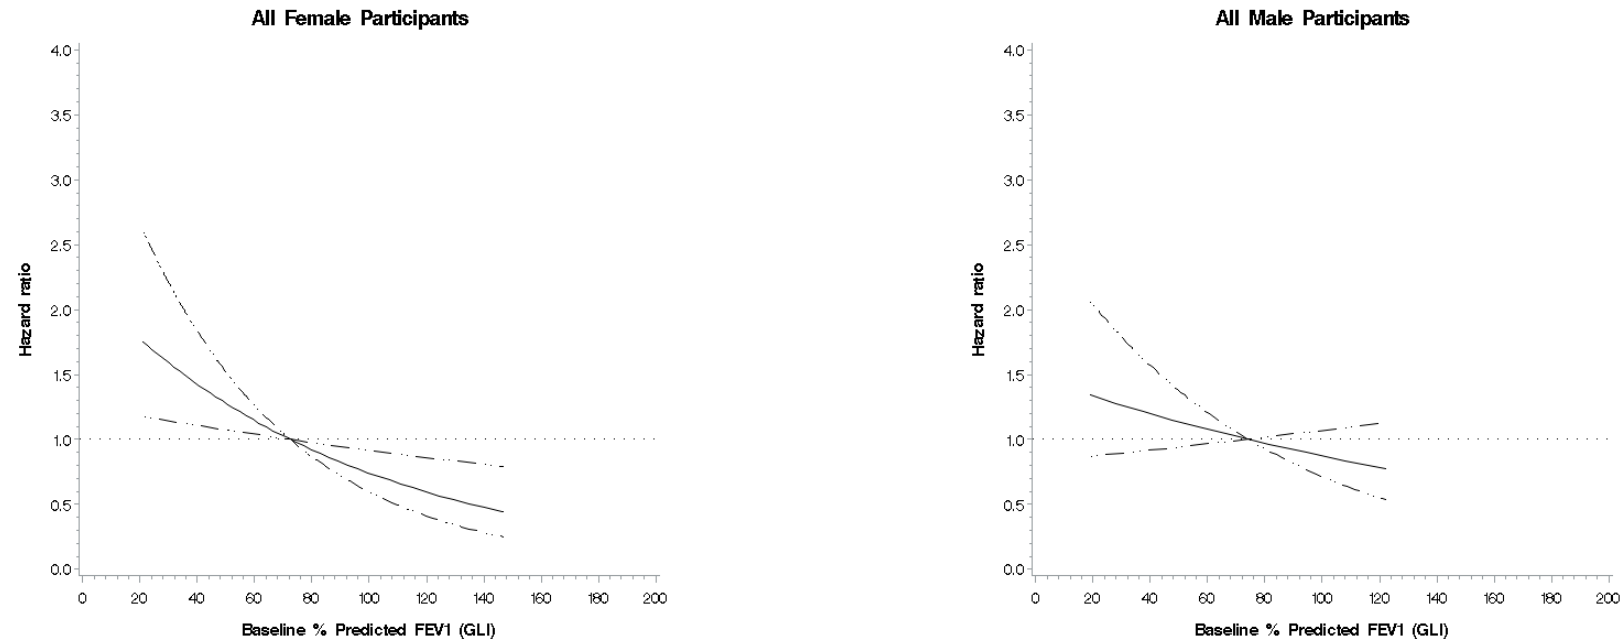 All Female Participants
4.0
3.5
3.0
2.5
2.0
1.5
1.0
0.5
0.0
Hazard ratio
0 20 40 60 80 100 120 140 160 180 200
Baseline % Predicted FEV1 (GLI)
All Male Participants
4.0
3.5
3.0
2.5
2.0
1.5
1.0
0.5
0.0
Hazard ratio
0 20 40 60 80 100 120 140 160 180 200
Baseline % Predicted FEV1 (GLI)